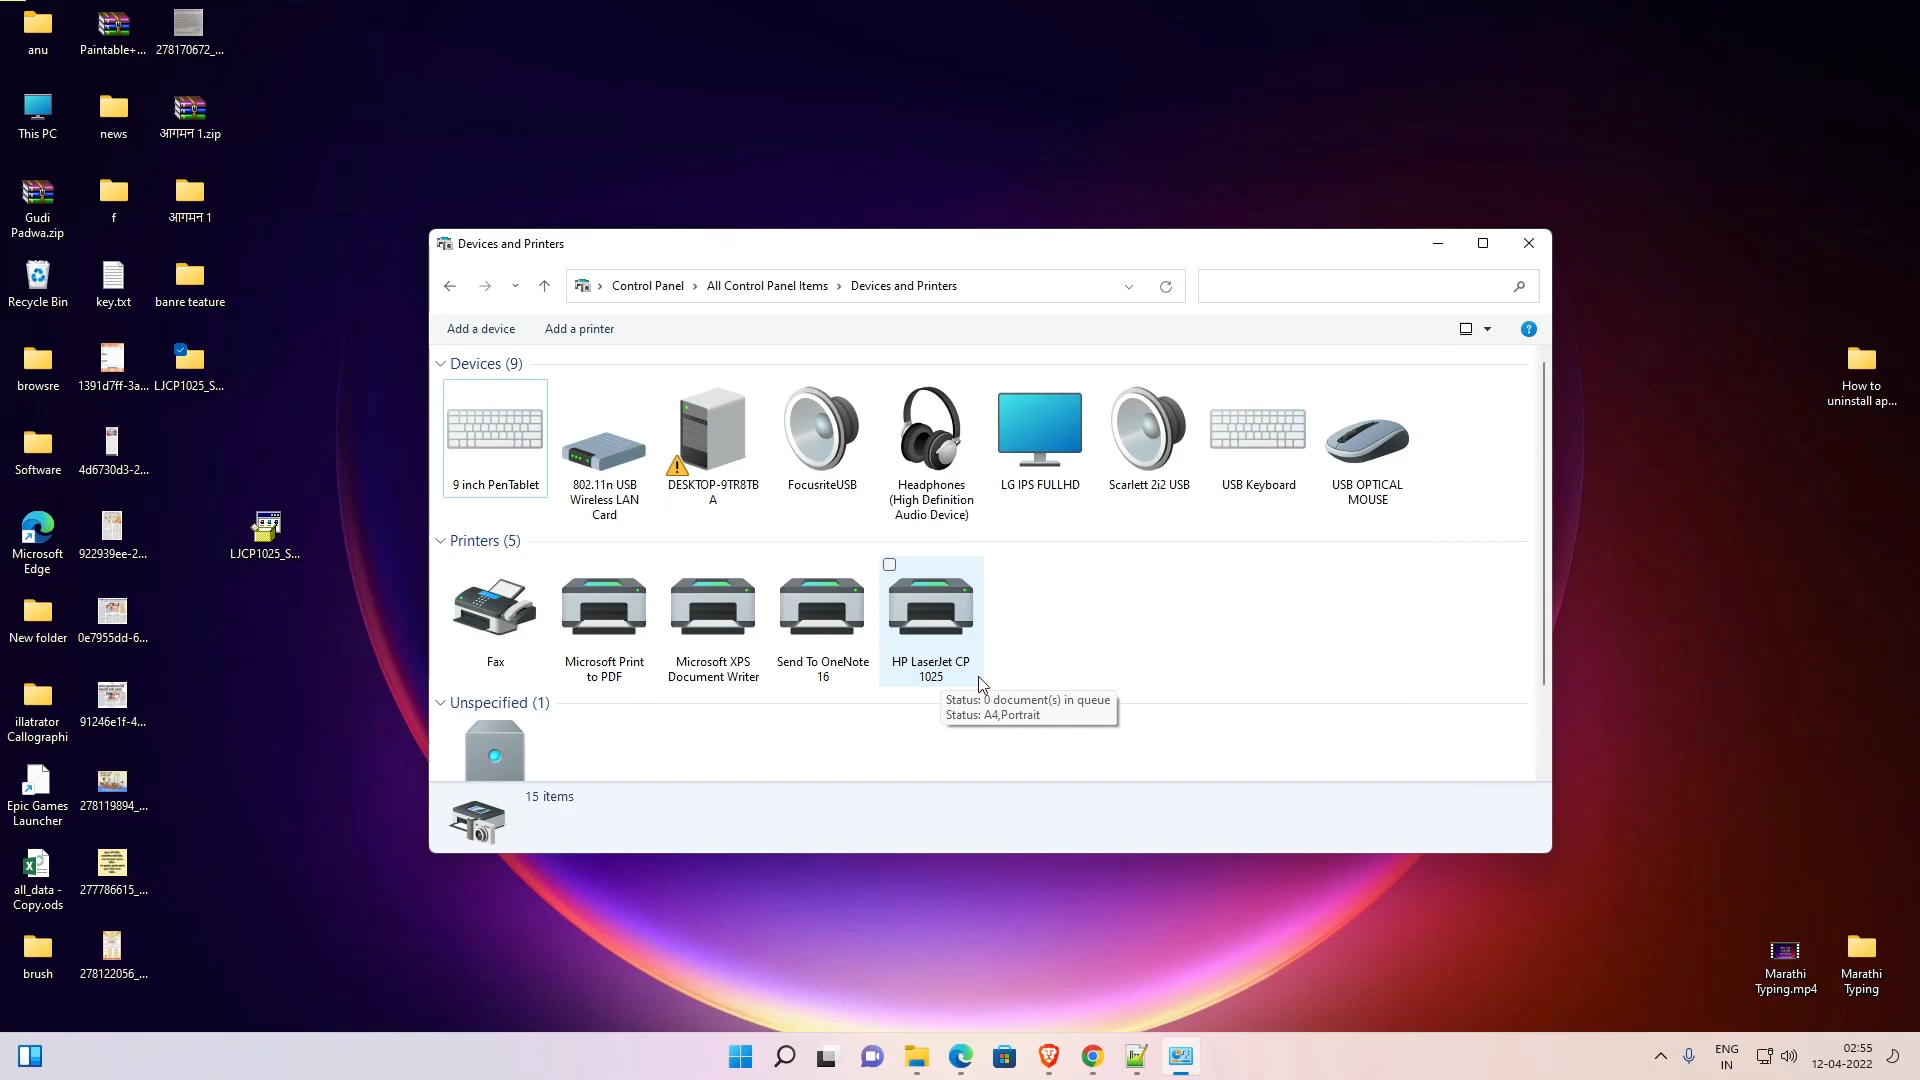 anu
Paintable+...
278170672_...
This PC
news
आगमन 1.zip
Gudi
Padwa.zip
f
आगमन 1
Recycle Bin
key.txt
banre teature
browsre
1391d7ff-3a...
LJCP1025_S...
Software
4d6730d3-2...
Microsoft
Edge
922939ee-2...
LJCP1025_S...
New folder
0e7955dd-6...
illatrator
Callographi
91246e1f-4...
Epic Games
Launcher
278119894_...
all_data -
Copy.ods
277786615_...
brush
278122056_...
Devices and Printers
Control Panel
All Control Panel Items
Devices and Printers
Add a device
Add a printer
?
Devices (9)
9 inch PenTablet
802.11n USB
Wireless LAN
Card
DESKTOP-9TR8TB
A
FocusriteUSB
Headphones
(High Definition
Audio Device)
LG IPS FULLHD
Scarlett 2i2 USB
USB Keyboard
USB OPTICAL
MOUSE
Printers (5)
Fax
Microsoft Print
to PDF
Microsoft XPS
Document Writer
Send To OneNote
16
HP LaserJet CP
1025
Status: 0 document(s) in queue
Status: A4,Portrait
Unspecified (1)
15 items
How to
uninstall ap...
Marathi
Typing.mp4
Marathi
Typing
ENG
IN
02:55
12-04-2022